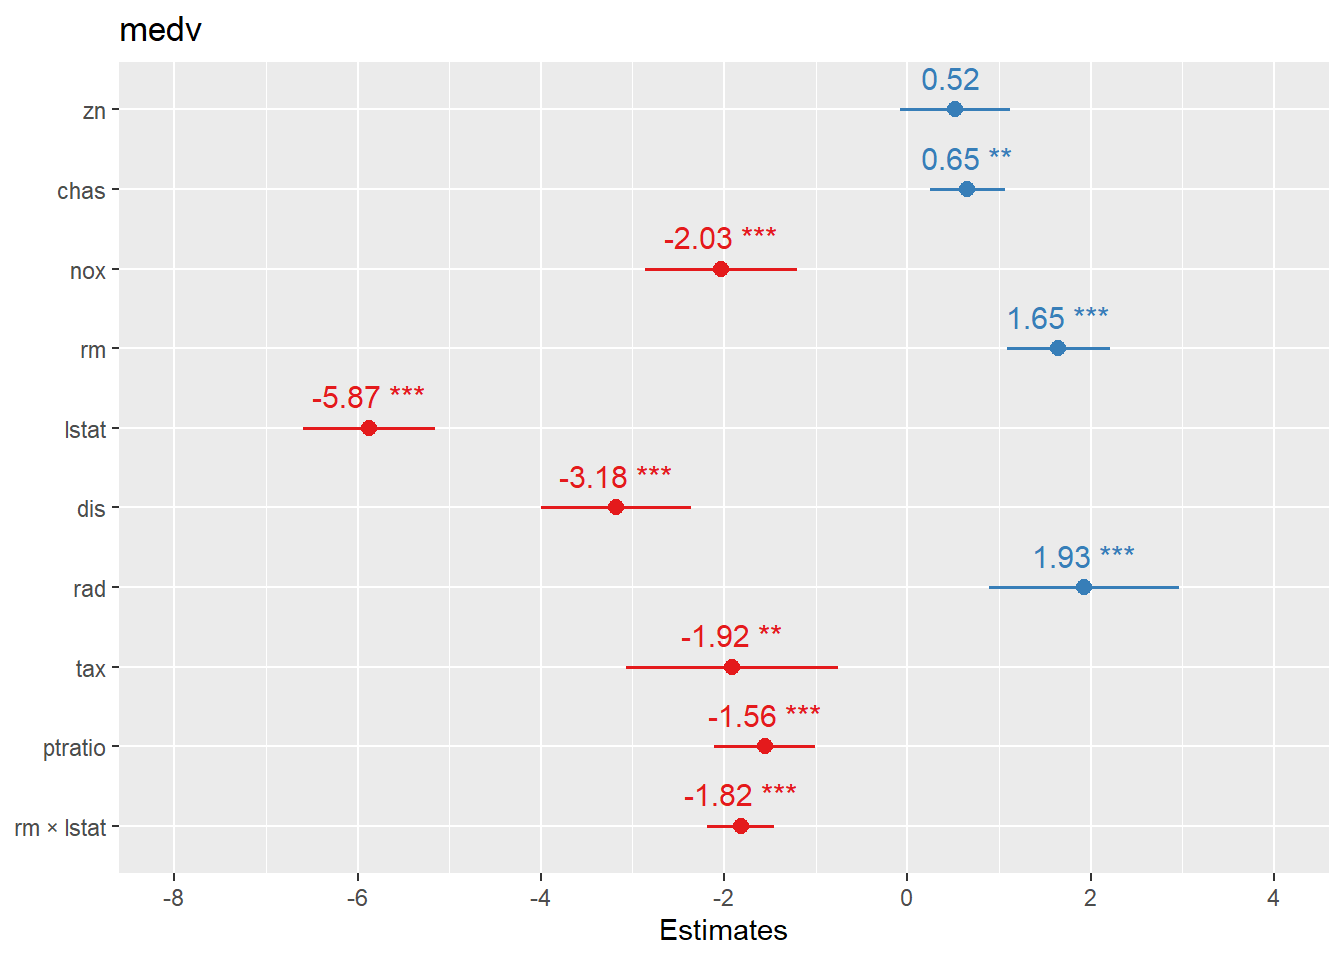 medv
zn
0.52
chas
0.65 **
nox
-2.03 ***
rm
1.65 ***
lstat
-5.87 ***
dis
-3.18 ***
rad
1.93 ***
tax
-1.92 **
ptratio
-1.56 ***
rm × lstat
-1.82 ***
-8 -6 -4 -2 0 2 4
Estimates